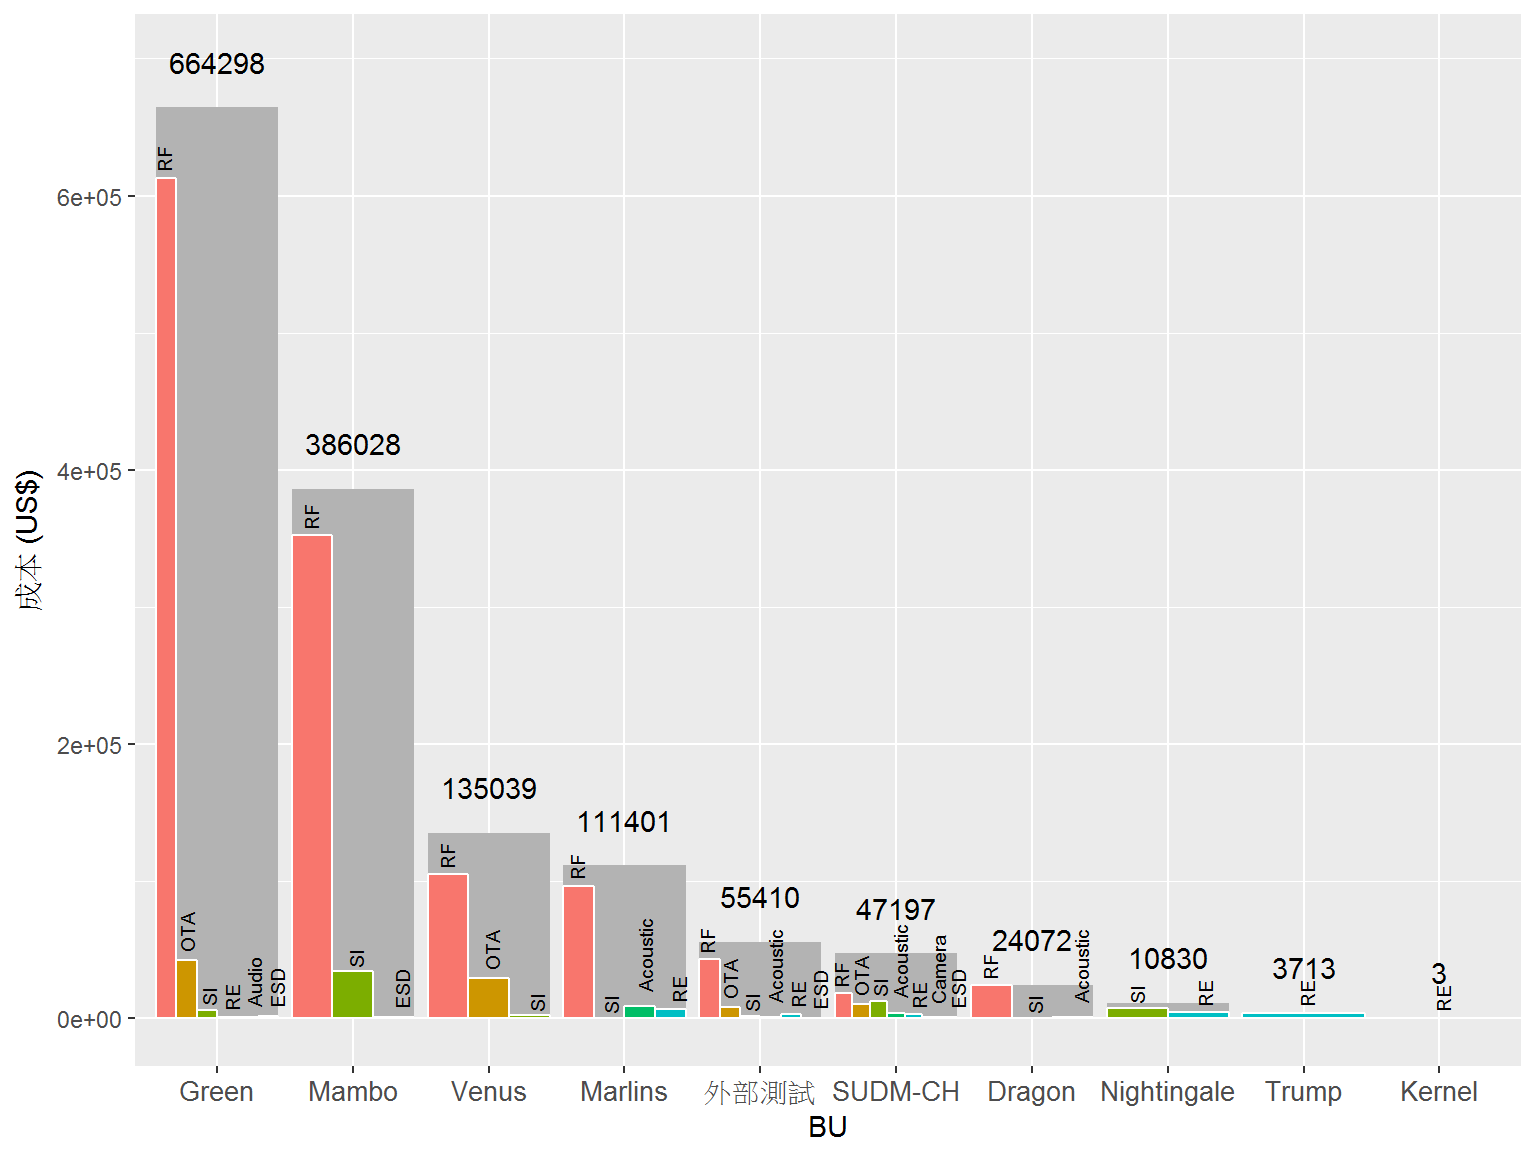 成本 (US$)
6e+05
4e+05
2e+05
0e+00
664298
RF
OTA
SI
RE
Audio
ESD
386028
RF
SI
ESD
135039
RF
OTA
SI
111401
RF
SI
Acoustic
RE
55410
RF
OTA
SI
Acoustic
RE
ESD
47197
RF
OTA
SI
Acoustic
RE
Camera
ESD
24072
RF
SI
Acoustic
10830
SI
RE
3713
RE
3
RE
Green
Mambo
Venus
Marlins
外部測試
SUDM-CH
Dragon
Nightingale
Trump
Kernel
BU